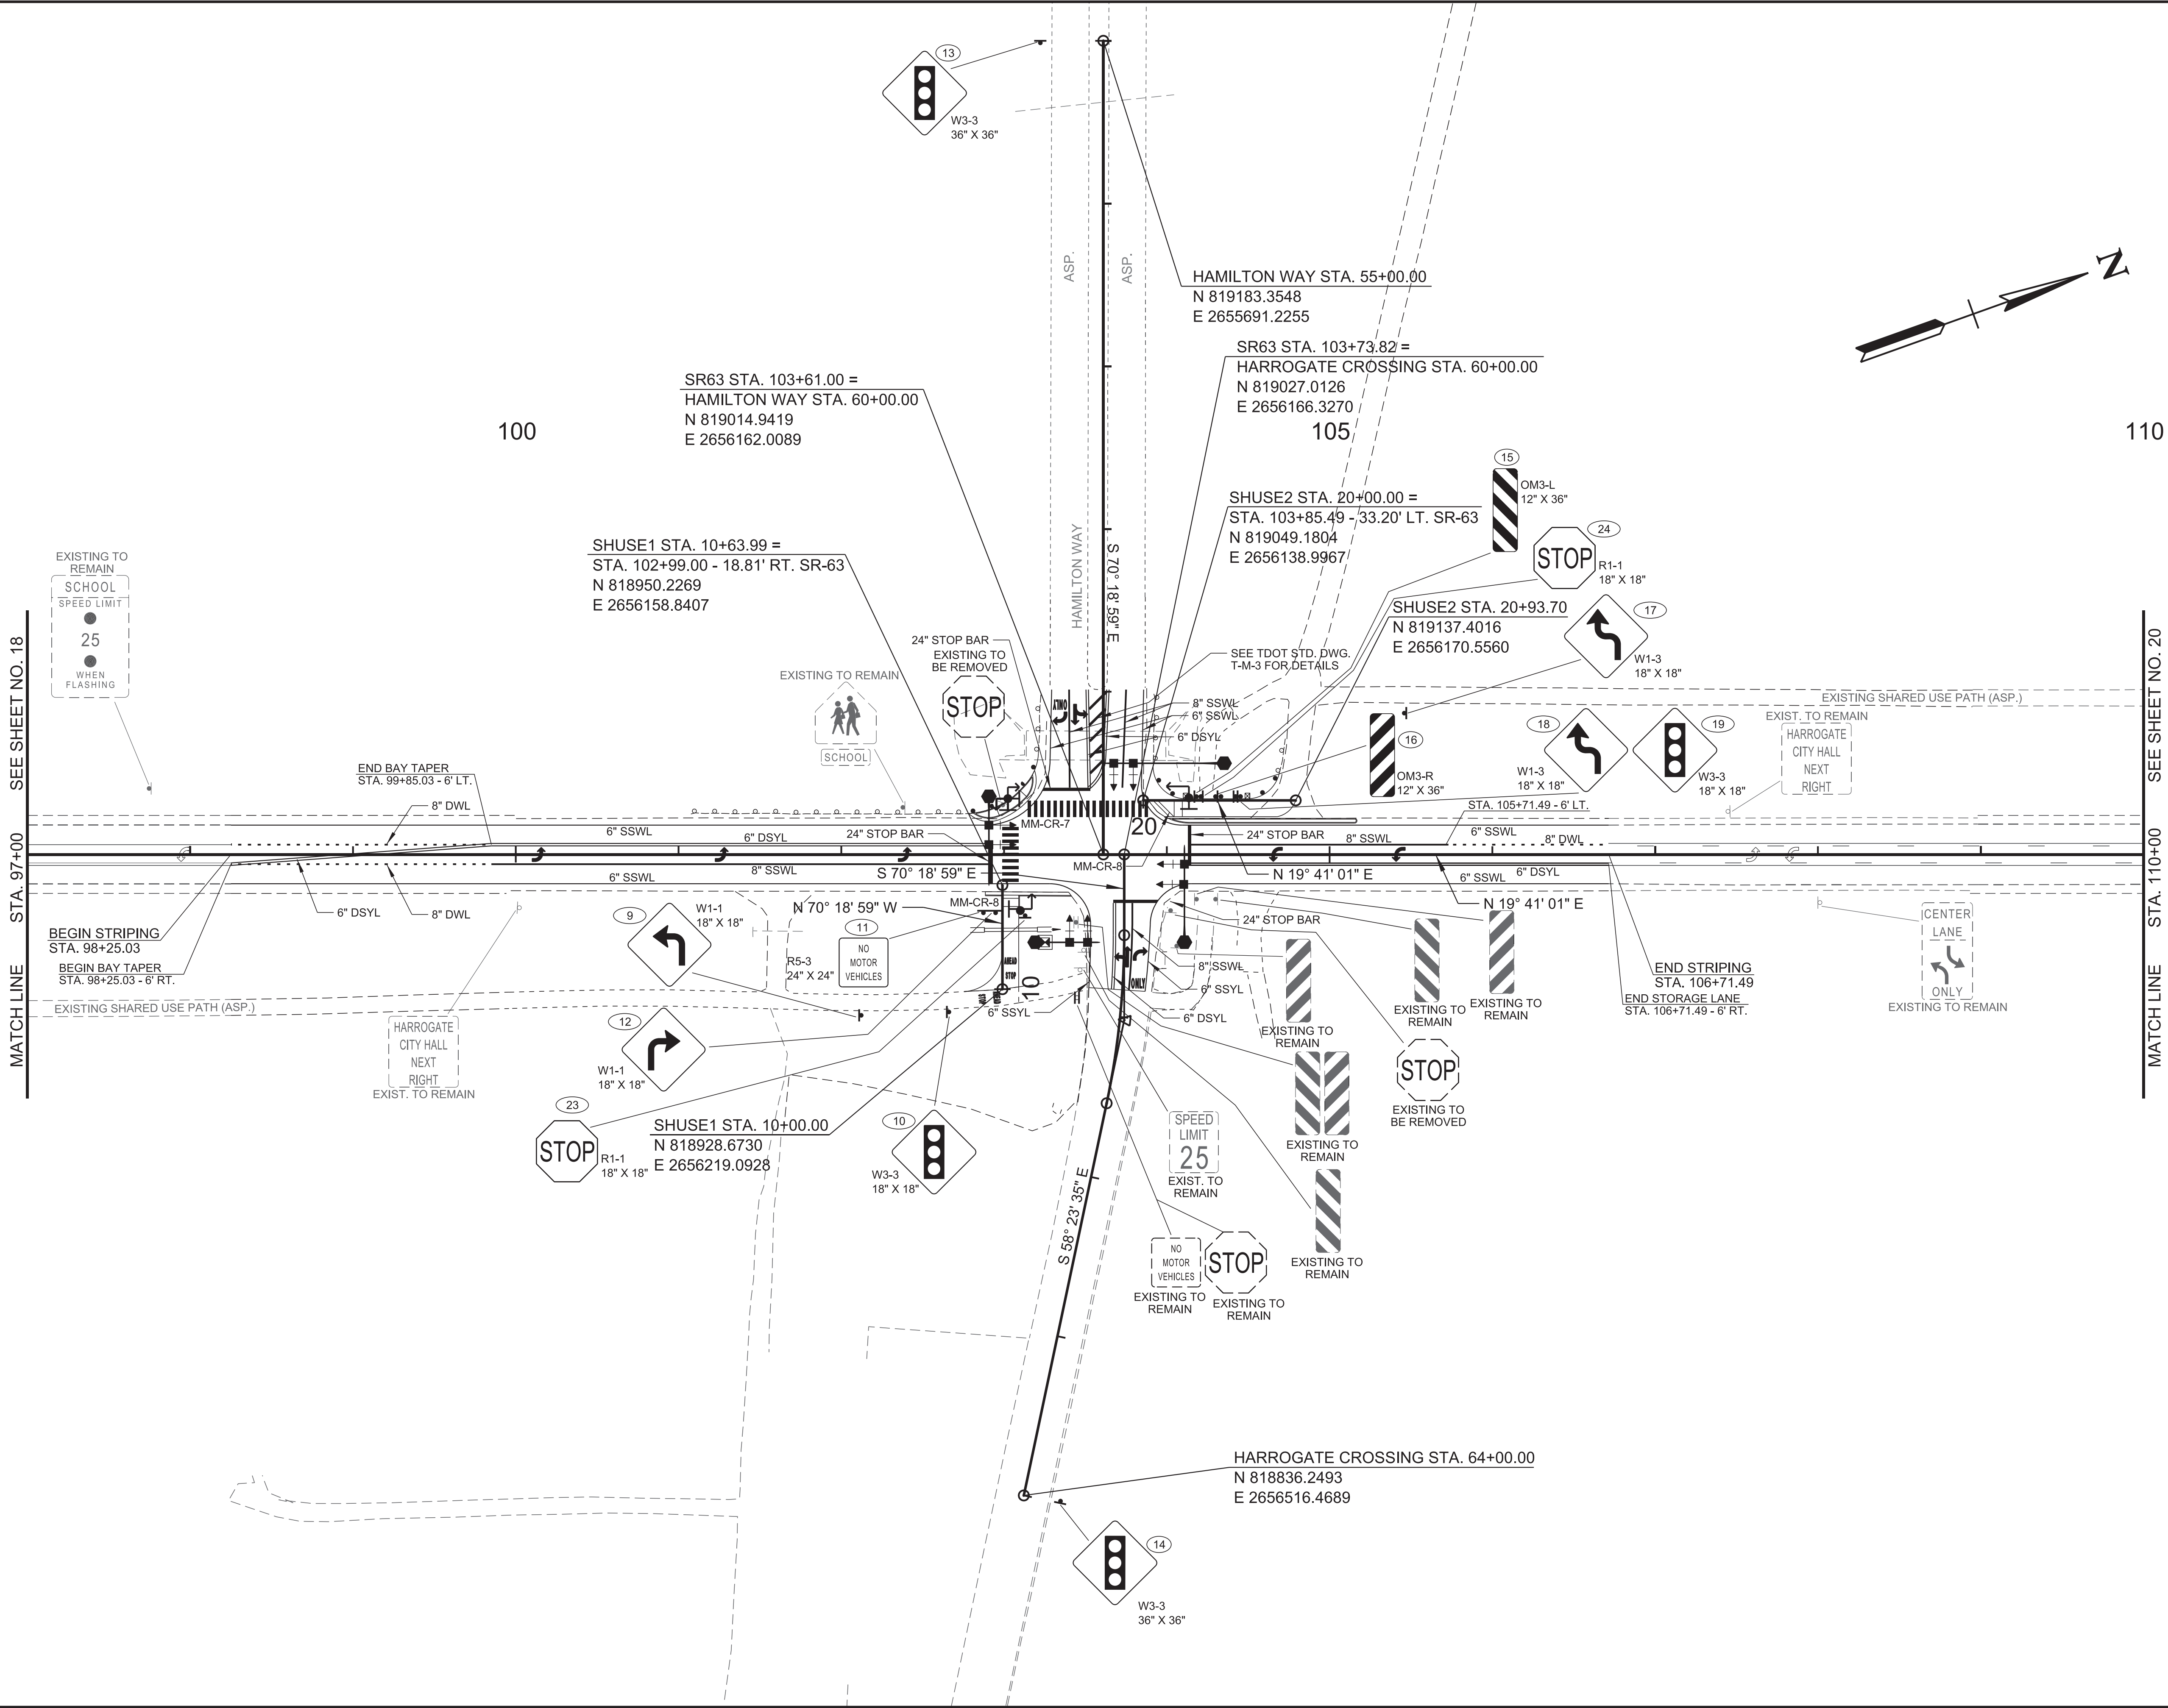 13
W3-3
36" X 36"
ASP.
ASP.
N
HAMILTON WAY STA. 55+00.00
N 819183.3548
E 2655691.2255
SR63 STA. 103+73.82 =
HARROGATE CROSSING STA. 60+00.00
N 819027.0126
E 2656166.3270
SR63 STA. 103+61.00 =
HAMILTON WAY STA. 60+00.00
N 819014.9419
E 2656162.0089
100
105
110
15
OM3-L
12" X 36"
SHUSE2 STA. 20+00.00 =
STA. 103+85.49 - 33.20' LT. SR-63
N 819049.1804
E 2656138.9967
24
STOP
R1-1
18" X 18"
SHUSE1 STA. 10+63.99 =
STA. 102+99.00 - 18.81' RT. SR-63
N 818950.2269
E 2656158.8407
HAMILTON WAY
S 70° 18' 59" E
EXISTING TO
REMAIN
SCHOOL
SPEED LIMIT
25
WHEN
FLASHING
SHUSE2 STA. 20+93.70
N 819137.4016
E 2656170.5560
17
W1-3
18" X 18"
24" STOP BAR
EXISTING TO
BE REMOVED
STOP
SEE TDOT STD. DWG.
T-M-3 FOR DETAILS
EXISTING TO REMAIN
SCHOOL
ONLY
8" SSWL
6" SSWL
6" DSYL
EXISTING SHARED USE PATH (ASP.)
16
OM3-R
12" X 36"
18
W1-3
18" X 18"
19
W3-3
18" X 18"
EXIST. TO REMAIN
HARROGATE
CITY HALL
NEXT
RIGHT
MATCH LINE STA. 97+00 SEE SHEET NO. 18
MATCH LINE STA. 110+00 SEE SHEET NO. 20
END BAY TAPER
STA. 99+85.03 - 6' LT.
8" DWL
STA. 105+71.49 - 6' LT.
6" SSWL
6" DSYL
24" STOP BAR
MM-CR-7
20
24" STOP BAR
8" SSWL
6" SSWL
8" DWL
MM-CR-8
6" SSWL
8" SSWL
S 70° 18' 59" E
N 19° 41' 01" E
6" SSWL
6" DSYL
6" DSYL
8" DWL
N 70° 18' 59" W
MM-CR-8
N 19° 41' 01" E
BEGIN STRIPING
STA. 98+25.03
BEGIN BAY TAPER
STA. 98+25.03 - 6' RT.
9
W1-1
18" X 18"
11
NO
MOTOR
VEHICLES
R5-3
24" X 24"
AHEAD
STOP
10
24" STOP BAR
ONLY
8" SSWL
6" SSYL
6" SSYL
6" DSYL
END STRIPING
STA. 106+71.49
END STORAGE LANE
STA. 106+71.49 - 6' RT.
CENTER
LANE
ONLY
EXISTING TO REMAIN
EXISTING SHARED USE PATH (ASP.)
HARROGATE
CITY HALL
NEXT
RIGHT
EXIST. TO REMAIN
12
W1-1
18" X 18"
EXISTING TO
REMAIN
EXISTING TO
REMAIN
EXISTING TO
REMAIN
STOP
EXISTING TO
BE REMOVED
23
STOP
R1-1
18" X 18"
SHUSE1 STA. 10+00.00
N 818928.6730
E 2656219.0928
10
W3-3
18" X 18"
SPEED
LIMIT
25
EXIST. TO
REMAIN
EXISTING TO
REMAIN
EXISTING TO
REMAIN
S 58° 23' 35" E
NO
MOTOR
VEHICLES
EXISTING TO
REMAIN
STOP
EXISTING TO
REMAIN
HARROGATE CROSSING STA. 64+00.00
N 818836.2493
E 2656516.4689
14
W3-3
36" X 36"